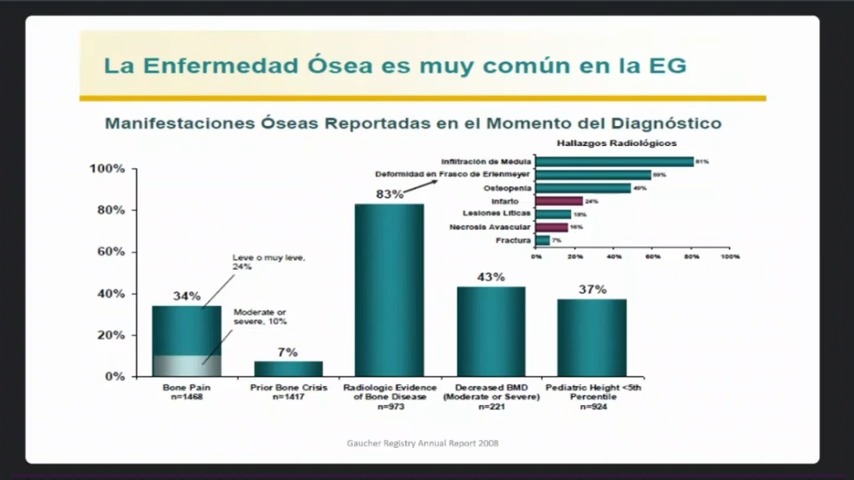 La Enfermedad Ósea es muy común en la EG
Manifestaciones Óseas Reportadas en el Momento del Diagnóstico
Hallazgos Radiológicos
Infiltración de Médula
81%
Deformidad en Frasco de Erlenmeyer
59%
Osteopenia
49%
Infarto
24%
Lesiones Líticas
18%
Necrosis Avascular
16%
Fractura
7%
0% 20% 40% 60% 80% 100%
100%
80%
60%
40%
20%
0%
34%
Leve o muy leve,
24%
Moderate or
severe, 10%
7%
83%
43%
37%
Bone Pain
n=1468
Prior Bone Crisis
n=1417
Radiologic Evidence
of Bone Disease
n=973
Decreased BMD
(Moderate or Severe)
n=221
Pediatric Height <5th
Percentile
n=924
Gaucher Registry Annual Report 2008